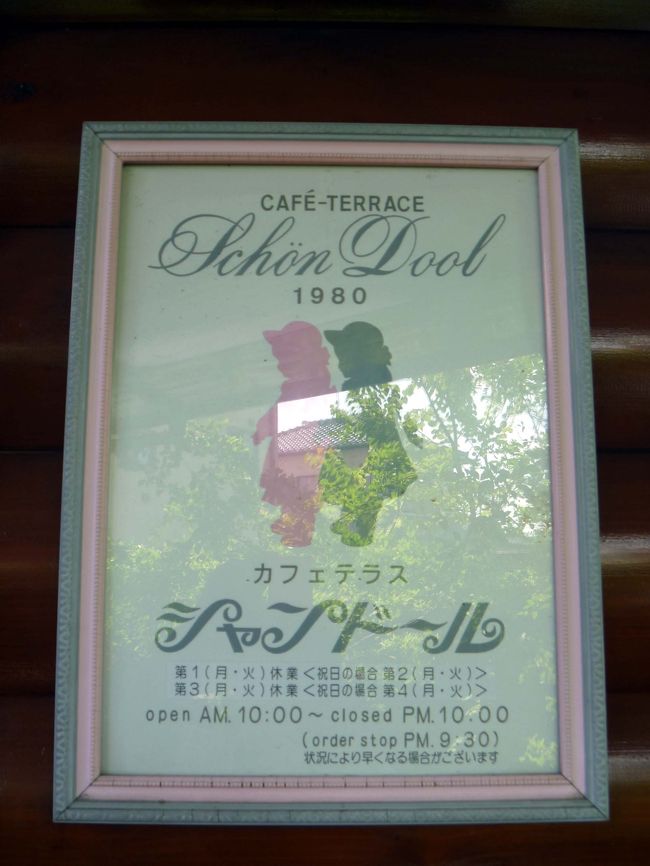 CAFÉ-TERRACE
Schön Dool
1980
カフェテラス
シャンドール
第1(月・火)休業<祝日の場合 第2(月・火)>
第3(月・火)休業<祝日の場合 第4(月・火)>
open AM. 10:00～closed PM. 10:00
(order stop PM. 9:30)
状況により早くなる場合がございます